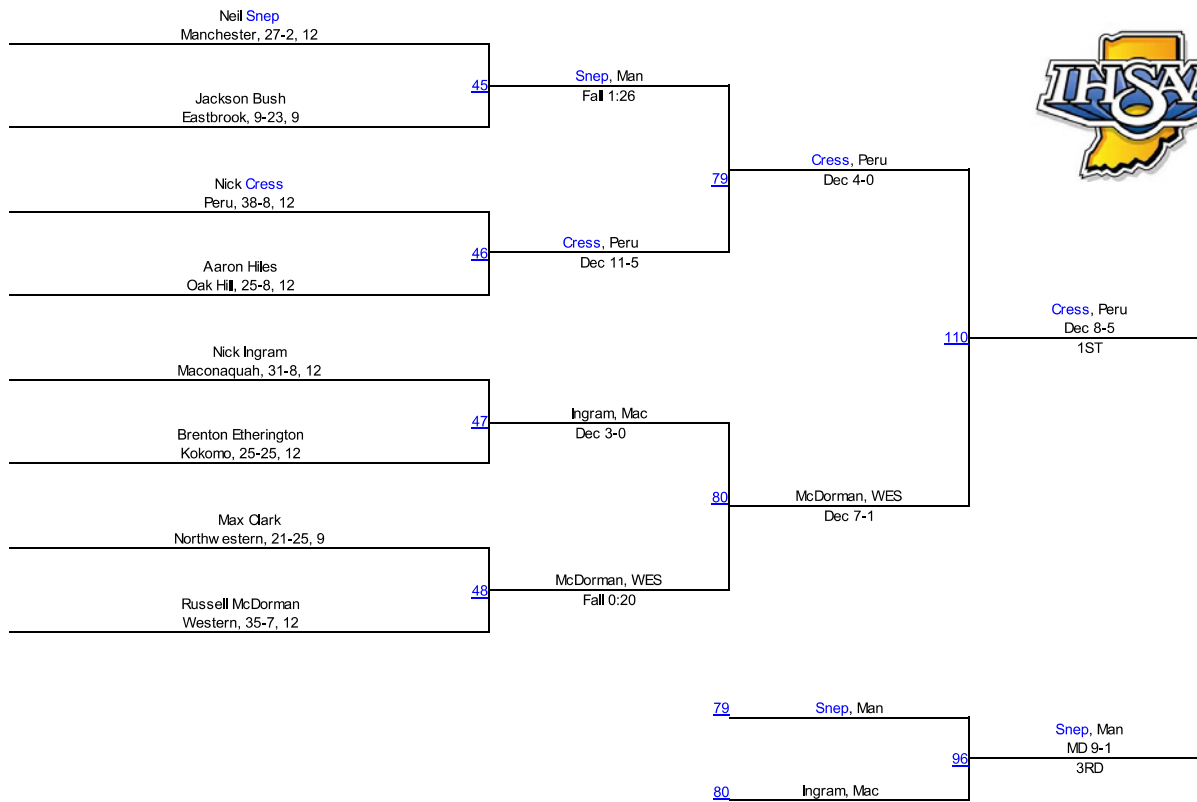 Neil Snep
Manchester, 27-2, 12
45
Snep, Man
Fall 1:26
Jackson Bush
Eastbrook, 9-23, 9
IHSAA
79
Cress, Peru
Dec 4-0
Nick Cress
Peru, 38-8, 12
46
Cress, Peru
Dec 11-5
Aaron Hiles
Oak Hill, 25-8, 12
110
Cress, Peru
Dec 8-5
1ST
Nick Ingram
Maconaquah, 31-8, 12
47
Ingram, Mac
Dec 3-0
Brenton Etherington
Kokomo, 25-25, 12
80
McDorman, WES
Dec 7-1
Max Clark
Northwestern, 21-25, 9
48
McDorman, WES
Fall 0:20
Russell McDorman
Western, 35-7, 12
79
Snep, Man
96
Snep, Man
MD 9-1
3RD
80
Ingram, Mac